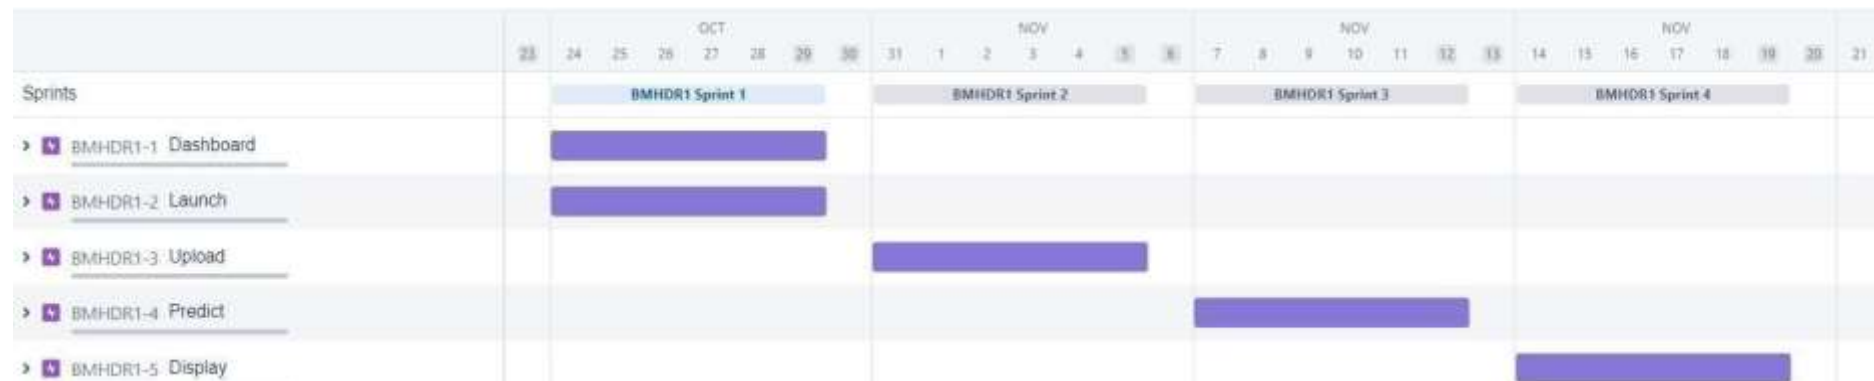 OCT NOV NOV NOV
23 24 25 26 27 28 29 30 31 1 2 3 4 5 6 7 8 9 10 11 12 13 14 15 16 17 18 19 20 21
Sprints BMHDR1 Sprint 1 BMHDR1 Sprint 2 BMHDR1 Sprint 3 BMHDR1 Sprint 4
BMHDR1-1 Dashboard
BMHDR1-2 Launch
BMHDR1-3 Upload
BMHDR1-4 Predict
BMHDR1-5 Display